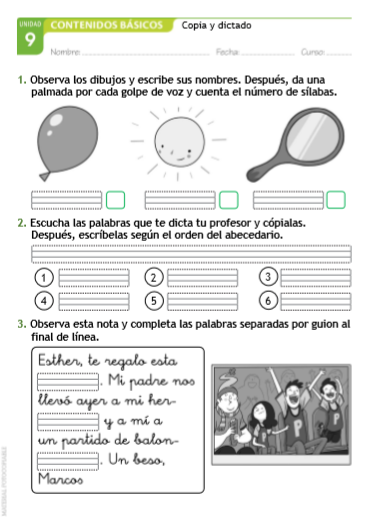 UNIDAD
9
CONTENIDOS BÁSICOS
Copia y dictado
Nombre:
Fecha:
Curso:
1. Observa los dibujos y escribe sus nombres. Después, da una
palmada por cada golpe de voz y cuenta el número de sílabas.
2. Escucha las palabras que te dicta tu profesor y cópialas.
Después, escríbelas según el orden del abecedario.
1
2
3
4
5
6
3. Observa esta nota y completa las palabras separadas por guion al
final de línea.
Esther, te regalo esta
. Mi padre nos
llevó ayer a mi her-
y a mí a
un partido de balon-
. Un beso,
Marcos
P
P
MATERIAL FOTOCOPIABLE